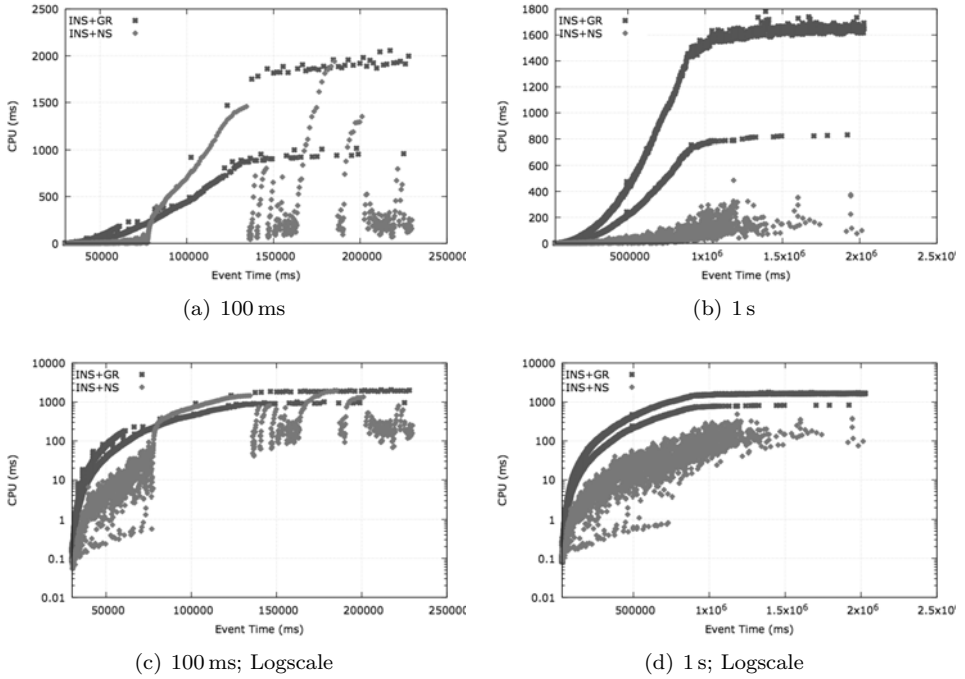 INS+GR
INS+NS
2500
2000
1500
1000
500
0
CPU (ms)
50000 100000 150000 200000 250000
Event Time (ms)
(a) 100 ms
INS+GR
INS+NS
1800
1600
1400
1200
1000
800
600
400
200
0
CPU (ms)
500000 1x10⁶ 1.5x10⁶ 2x10⁶ 2.5x10⁶
Event Time (ms)
(b) 1 s
INS+GR
INS+NS
10000
1000
100
10
1
0.1
0.01
CPU (ms)
50000 100000 150000 200000 250000
Event Time (ms)
(c) 100 ms; Logscale
INS+GR
INS+NS
10000
1000
100
10
1
0.1
0.01
CPU (ms)
500000 1x10⁶ 1.5x10⁶ 2x10⁶ 2.5x10⁶
Event Time (ms)
(d) 1 s; Logscale